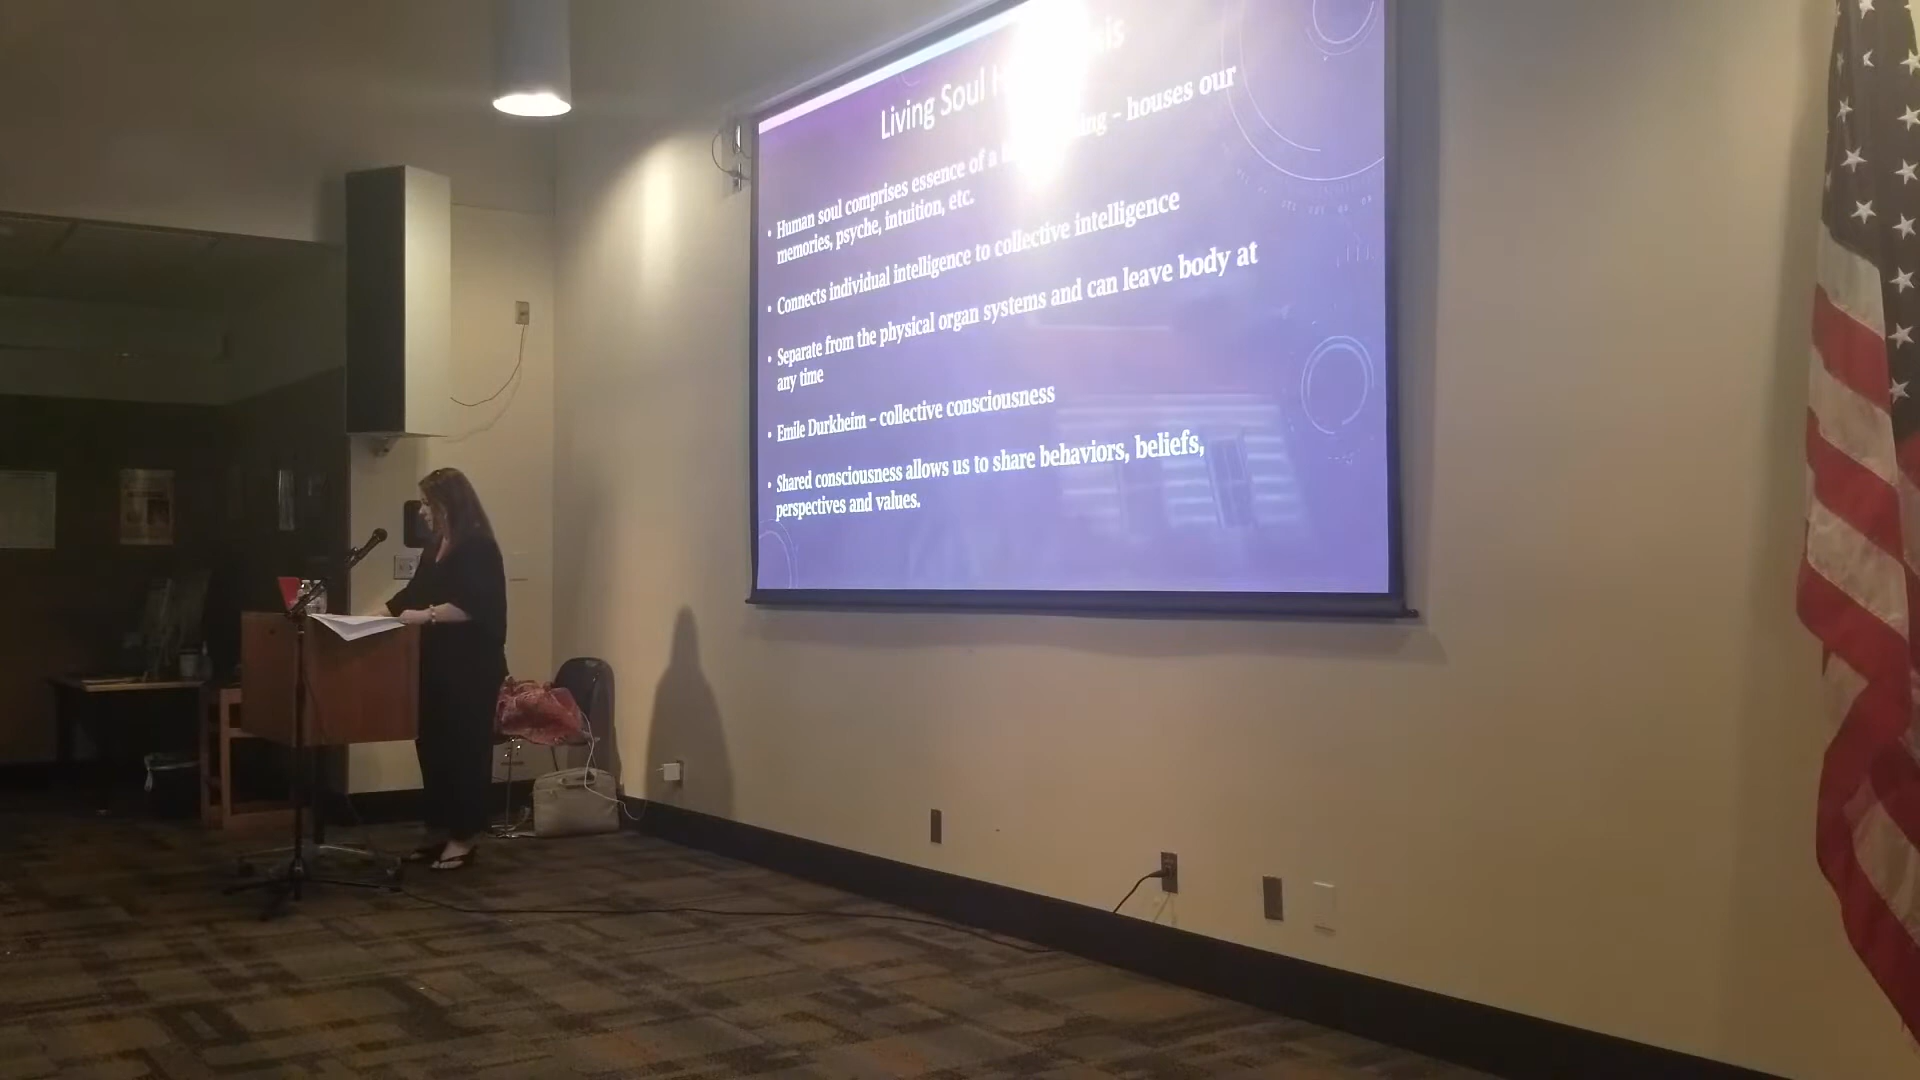 Living Soul
• Human soul comprises essence of a – houses our
memories, psyche, intuition, etc.
• Connects individual intelligence to collective intelligence
• Separate from the physical organ systems and can leave body at
any time
• Emile Durkheim – collective consciousness
• Shared consciousness allows us to share behaviors, beliefs,
perspectives and values.